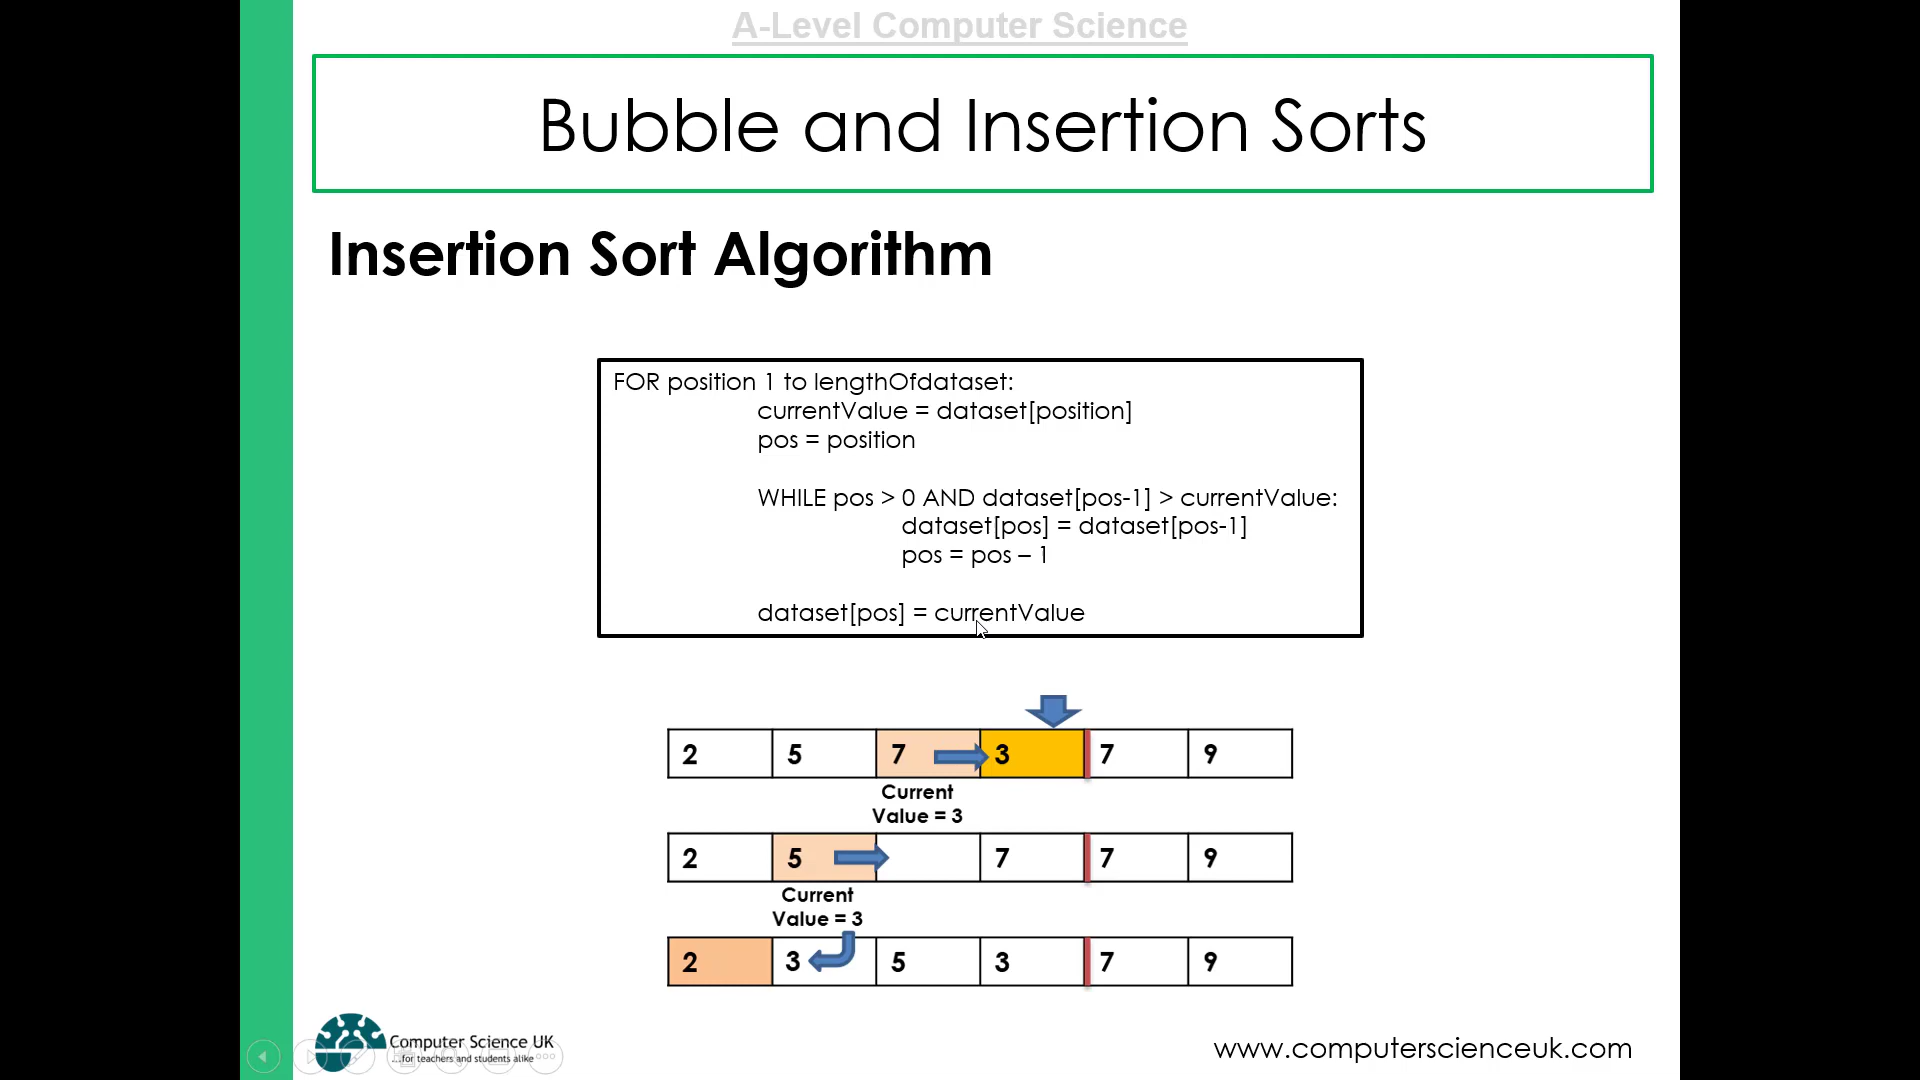 A-Level Computer Science
Bubble and Insertion Sorts
Insertion Sort Algorithm
FOR position 1 to lengthOfdataset:
currentValue = dataset[position]
pos = position
WHILE pos > 0 AND dataset[pos-1] > currentValue:
dataset[pos] = dataset[pos-1]
pos = pos – 1
dataset[pos] = currentValue
2 5 7 3 7 9
Current
Value = 3
2 5 7 7 9
Current
Value = 3
2 3 5 3 7 9
Computer Science UK
...for teachers and students alike
www.computerscienceuk.com